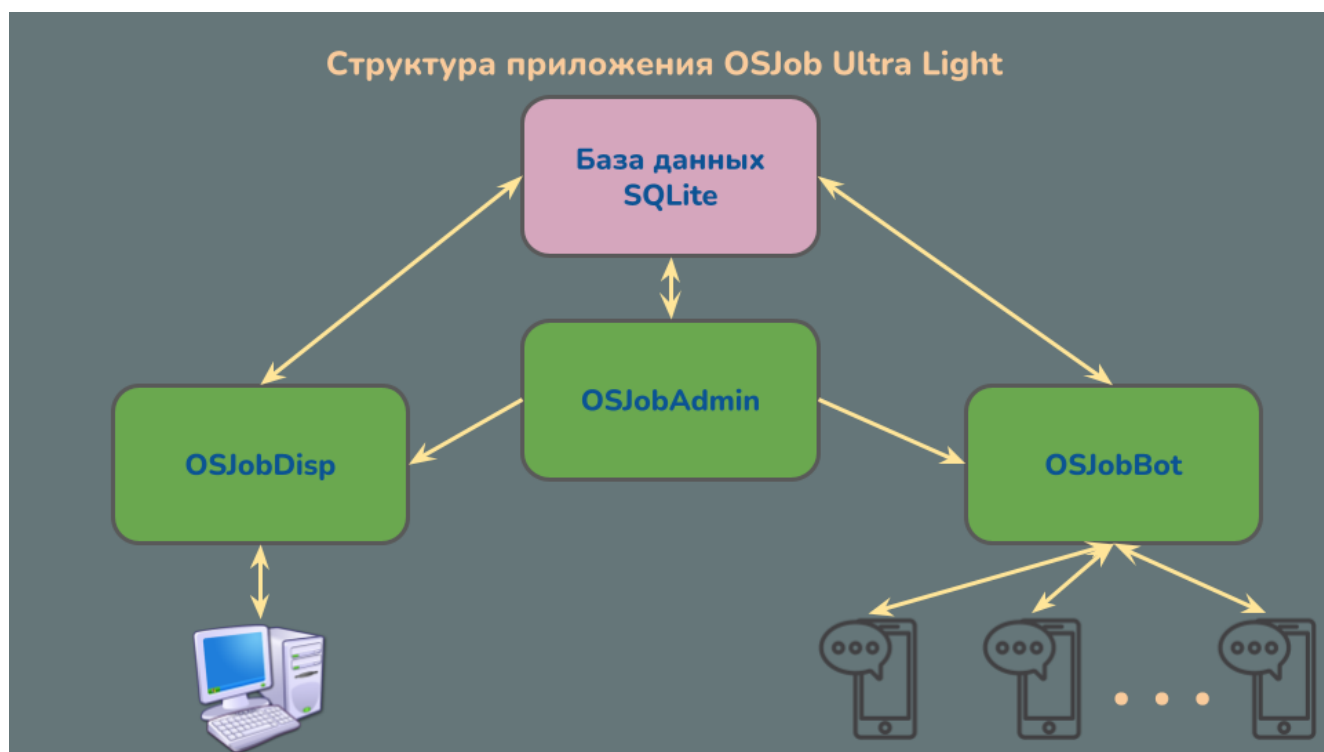 Структура приложения OSJob Ultra Light
База данных
SQLite
OSJobAdmin
OSJobDisp
OSJobBot